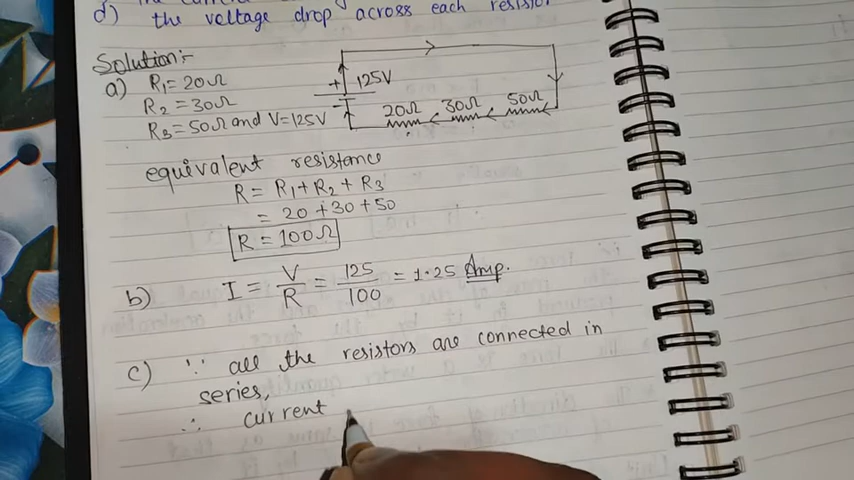 d) the voltage drop across each resistor
Solution:-
a) R1 = 20Ω
R2 = 30Ω
R3 = 50Ω and V = 125V
+ 125V
20Ω 30Ω 50Ω
equivalent resistance
R = R1 + R2 + R3
= 20 + 30 + 50
R = 100Ω
b) I = V/R = 125/100 = 1.25 Amp.
c) ∵ all the resistors are connected in
series,
∴ current